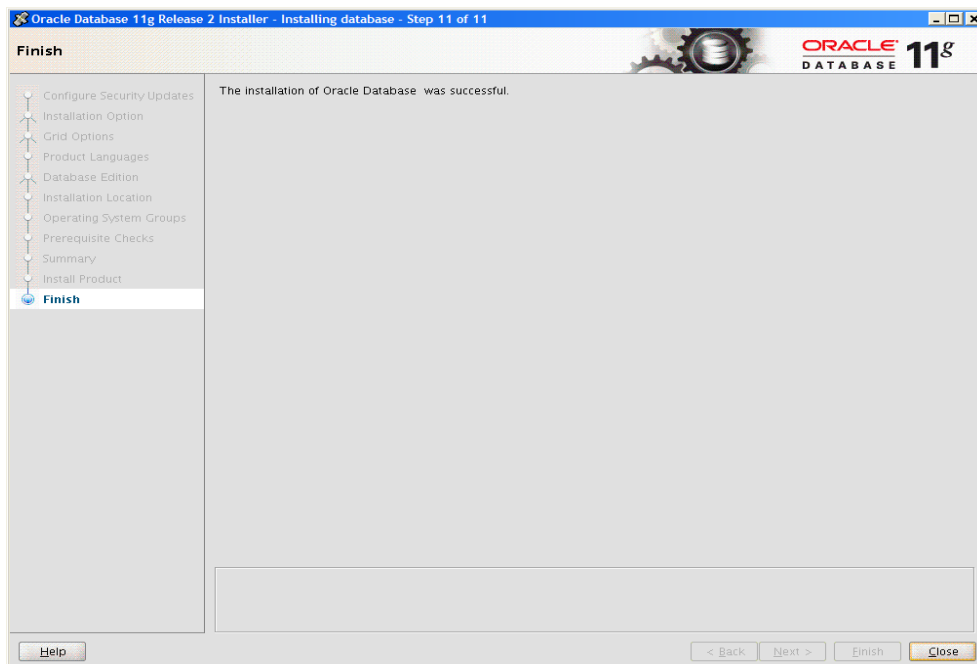 Oracle Database 11g Release 2 Installer - Installing database - Step 11 of 11
Finish
ORACLE
DATABASE
11g
Configure Security Updates
Installation Option
Grid Options
Product Languages
Database Edition
Installation Location
Operating System Groups
Prerequisite Checks
Summary
Install Product
Finish
The installation of Oracle Database  was successful.
Help
< Back
Next >
Finish
Close